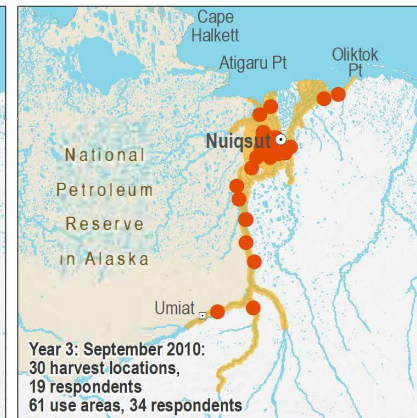 Cape
Halkett
Atigaru Pt
Oliktok
Pt
Nuiqsut
National
Petroleum
Reserve
in Alaska
Umiat
Year 3: September 2010:
30 harvest locations,
19 respondents
61 use areas, 34 respondents